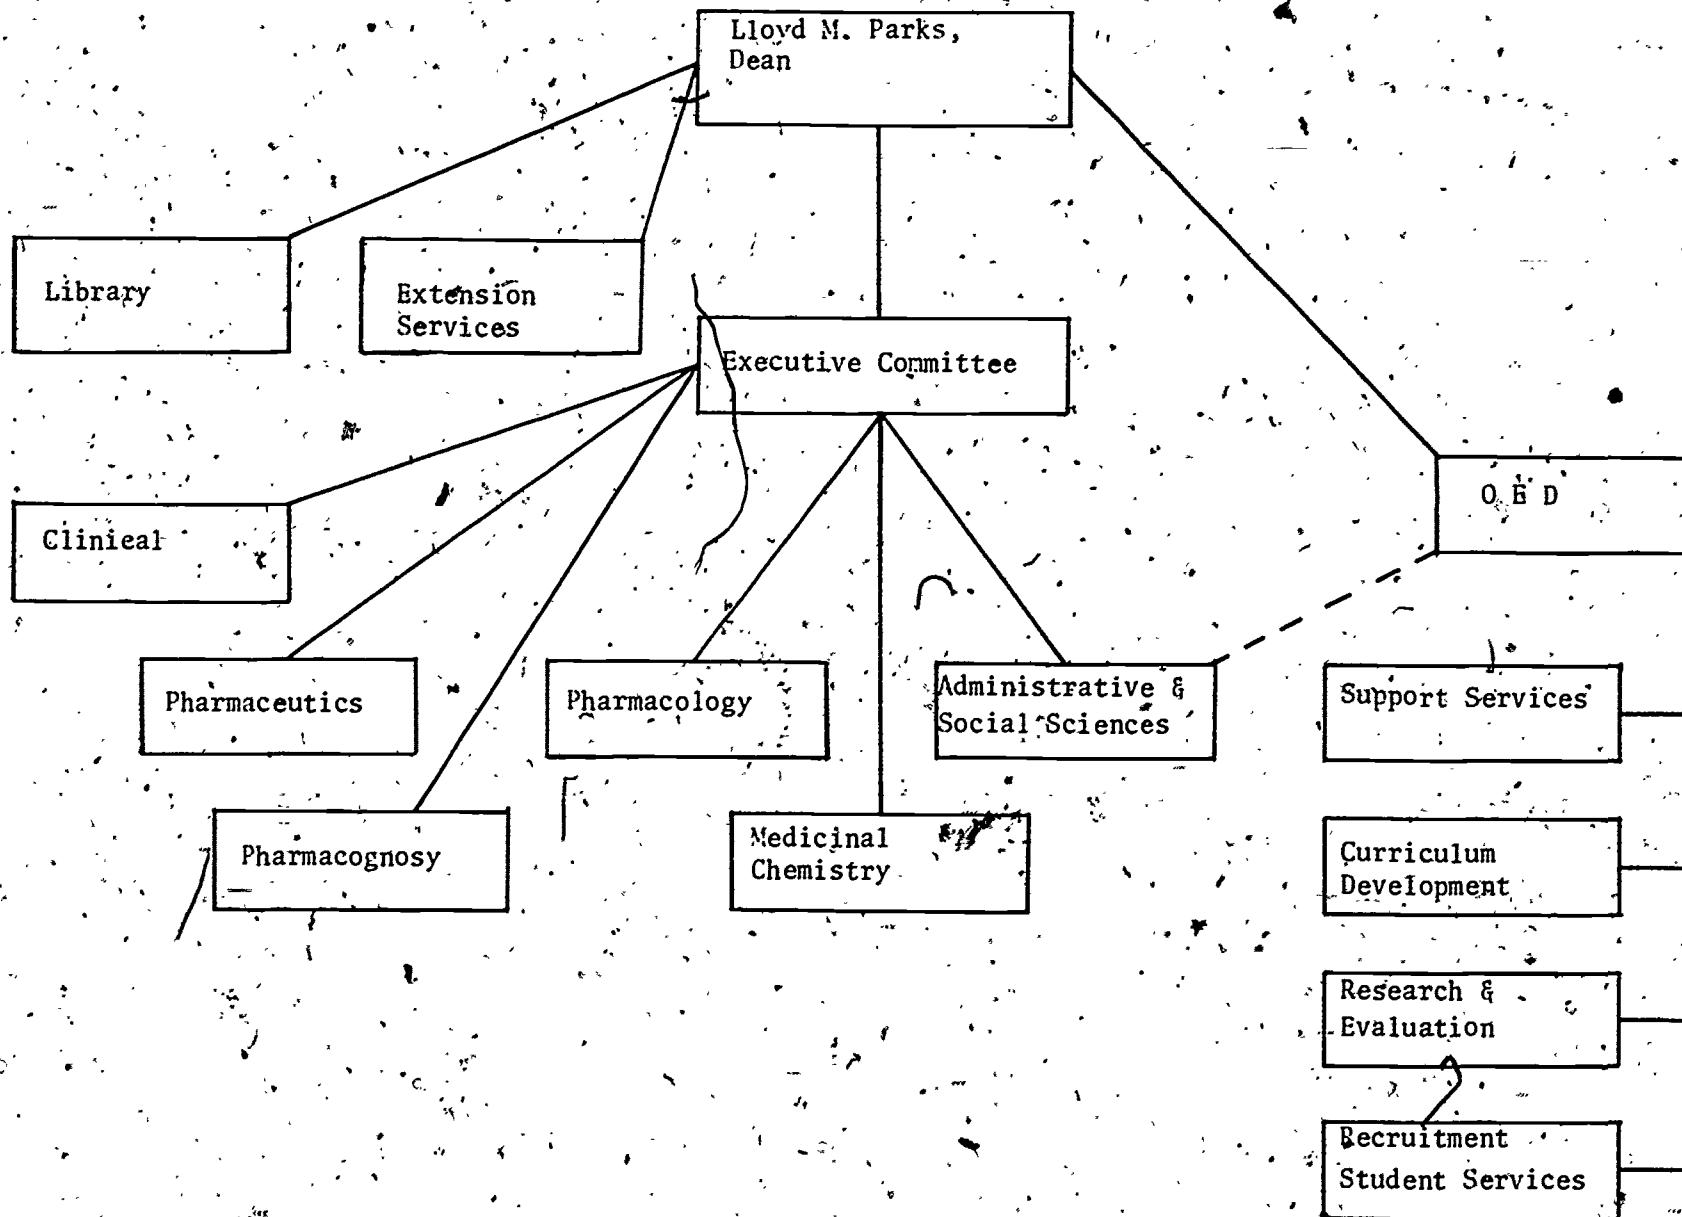 Lloyd M. Parks,
Dean
Library
Extension
Services
Executive Committee
O E D
Clinical
Pharmaceutics
Pharmacology
Administrative &
Social Sciences
Support Services
Pharmacognosy
Medicinal
Chemistry
Curriculum
Development
Research &
Evaluation
Recruitment
Student Services